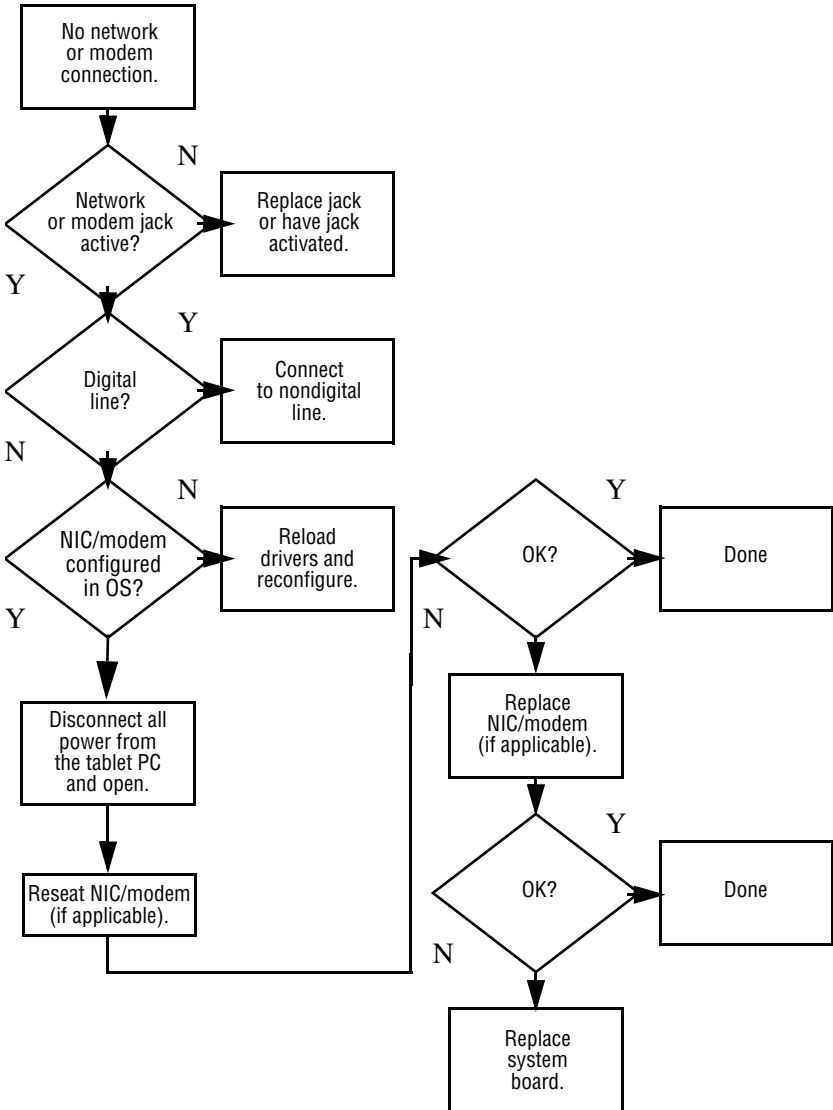 No network
or modem
connection.
N
Network
or modem jack
active?
Replace jack
or have jack
activated.
Y
Y
Digital
line?
Connect
to nondigital
line.
N
N
NIC/modem
configured
in OS?
Reload
drivers and
reconfigure.
Y
Disconnect all
power from
the tablet PC
and open.
Reseat NIC/modem
(if applicable).
Y
OK?
Done
N
Replace
NIC/modem
(if applicable).
Y
OK?
Done
N
Replace
system
board.